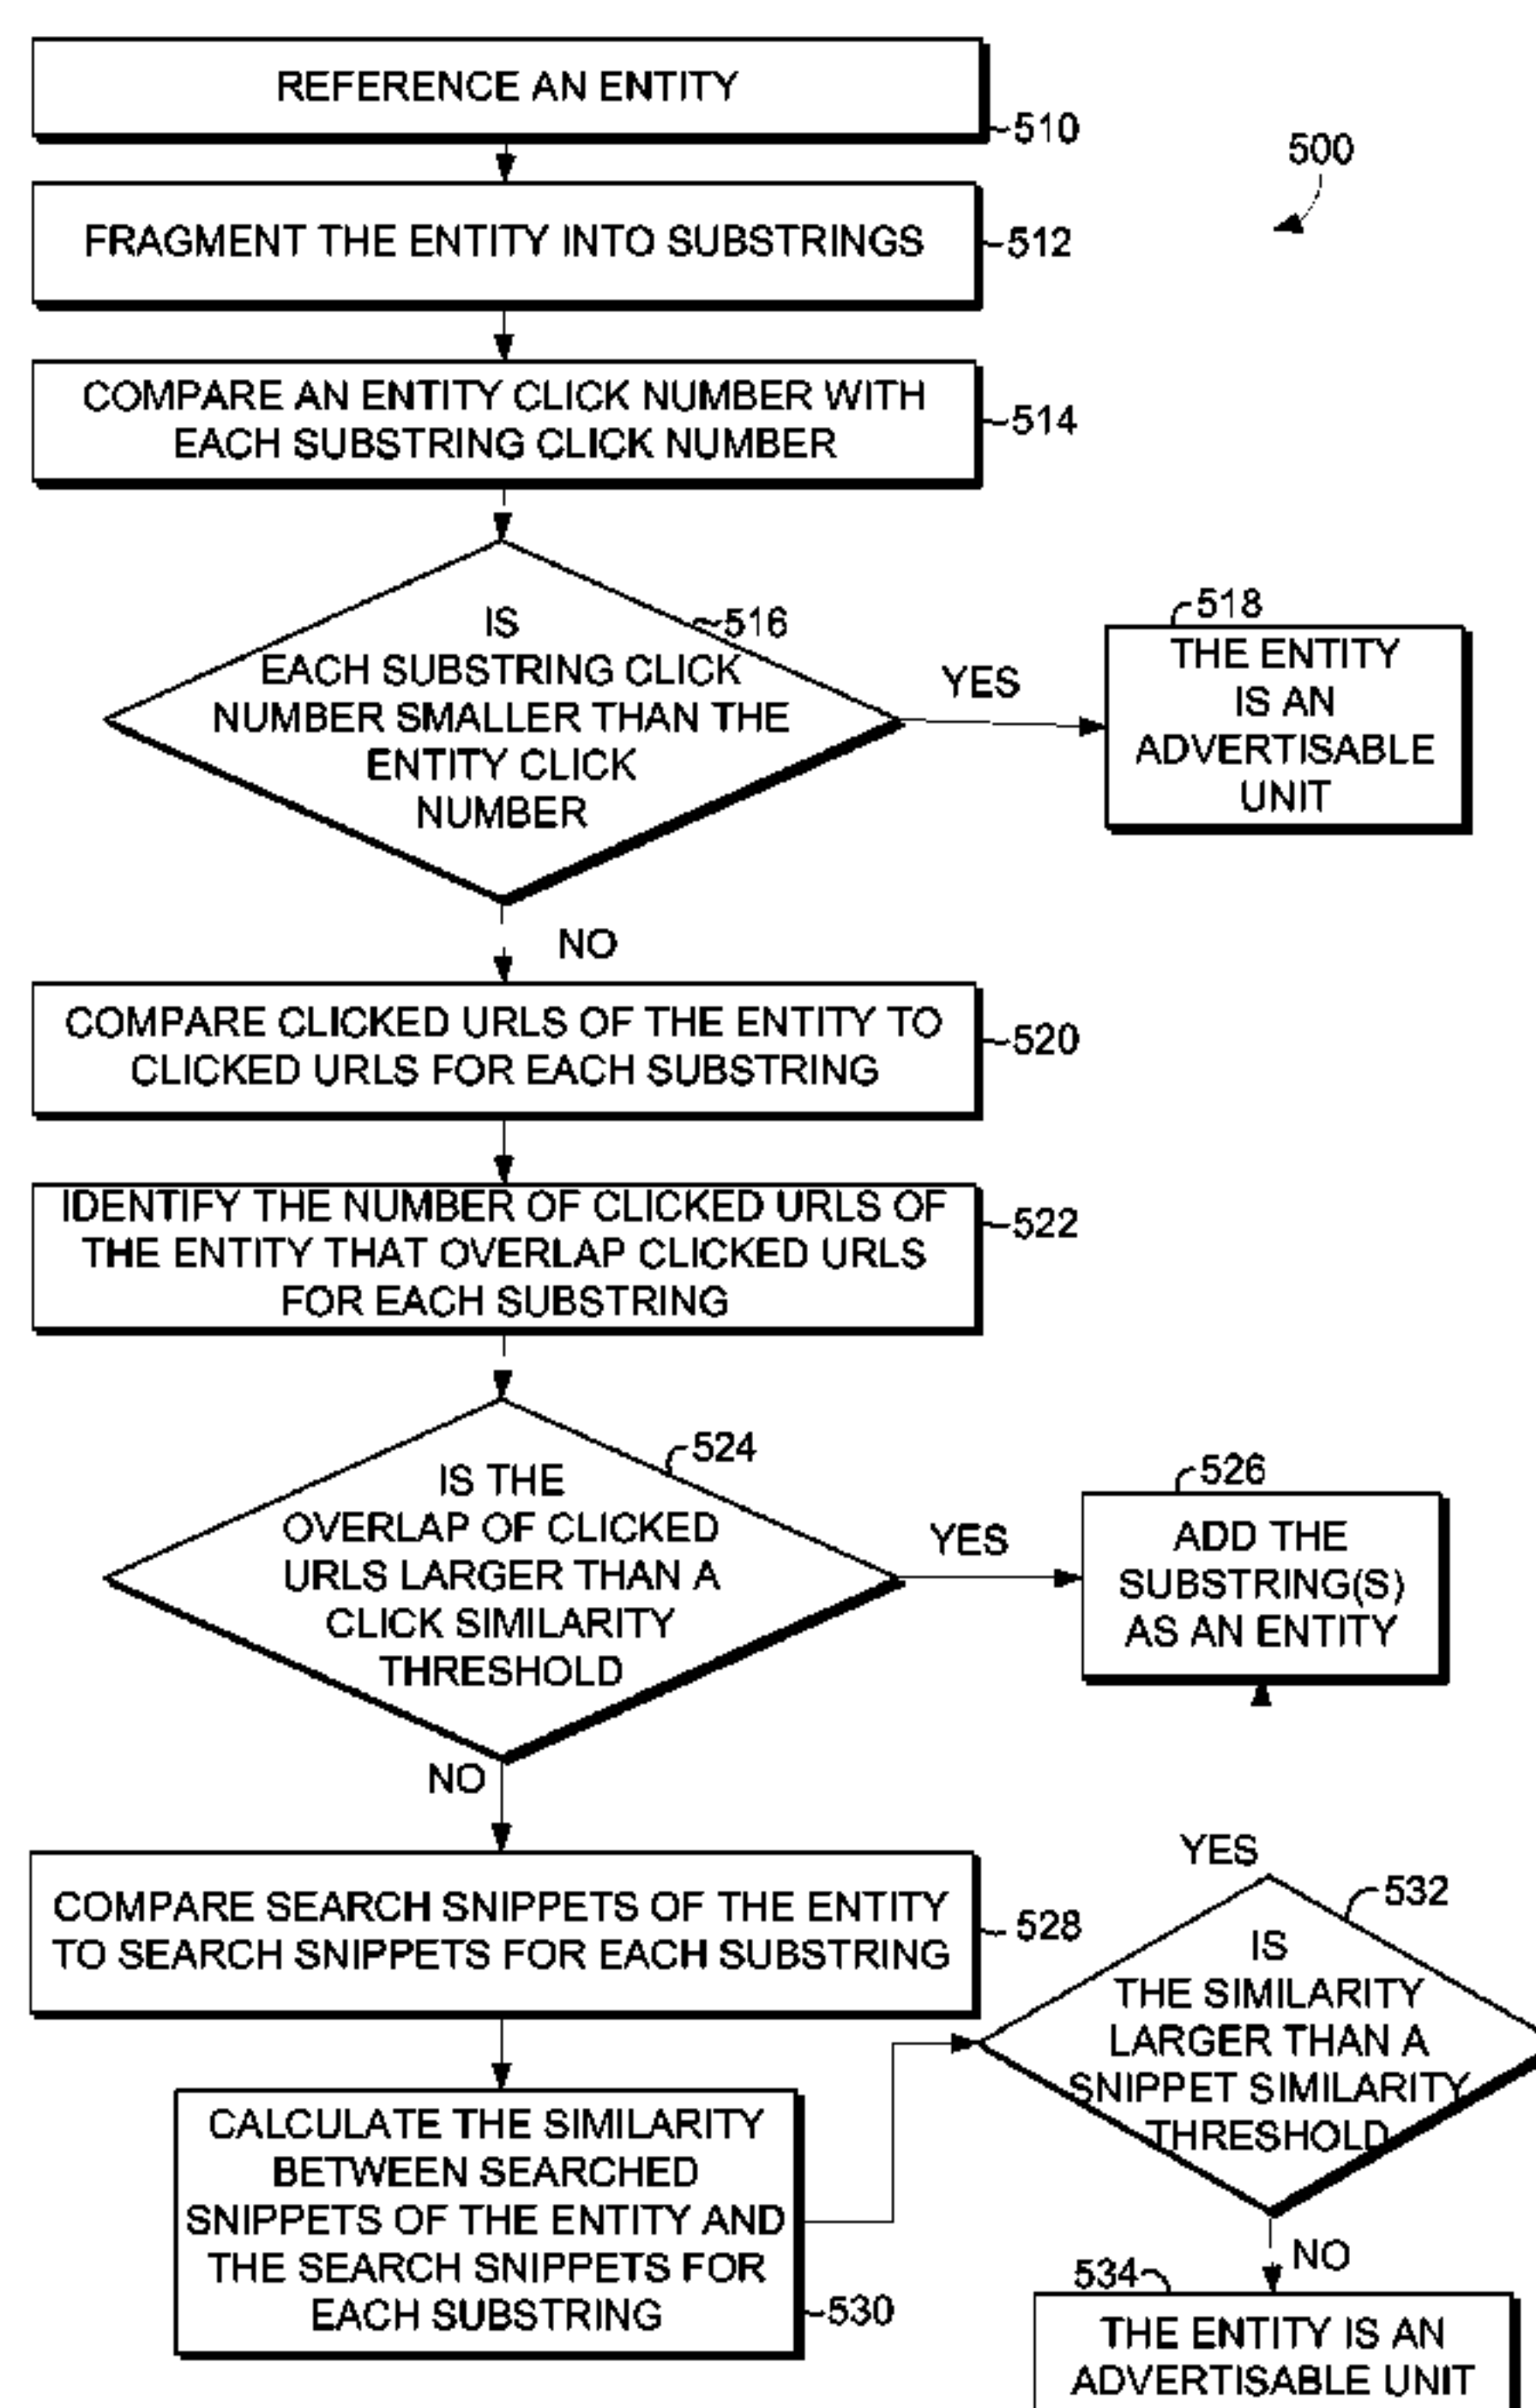 REFERENCE AN ENTITY
510
500
FRAGMENT THE ENTITY INTO SUBSTRINGS
512
COMPARE AN ENTITY CLICK NUMBER WITH
EACH SUBSTRING CLICK NUMBER
514
IS
EACH SUBSTRING CLICK
NUMBER SMALLER THAN THE
ENTITY CLICK
NUMBER
516
YES
518
THE ENTITY
IS AN
ADVERTISABLE
UNIT
NO
COMPARE CLICKED URLS OF THE ENTITY TO
CLICKED URLS FOR EACH SUBSTRING
520
IDENTIFY THE NUMBER OF CLICKED URLS OF
THE ENTITY THAT OVERLAP CLICKED URLS
FOR EACH SUBSTRING
522
IS THE
OVERLAP OF CLICKED
URLS LARGER THAN A
CLICK SIMILARITY
THRESHOLD
524
YES
526
ADD THE
SUBSTRING(S)
AS AN ENTITY
NO
COMPARE SEARCH SNIPPETS OF THE ENTITY
TO SEARCH SNIPPETS FOR EACH SUBSTRING
528
CALCULATE THE SIMILARITY
BETWEEN SEARCHED
SNIPPETS OF THE ENTITY AND
THE SEARCH SNIPPETS FOR
EACH SUBSTRING
530
YES
532
IS
THE SIMILARITY
LARGER THAN A
SNIPPET SIMILARITY
THRESHOLD
NO
534
THE ENTITY IS AN
ADVERTISABLE UNIT